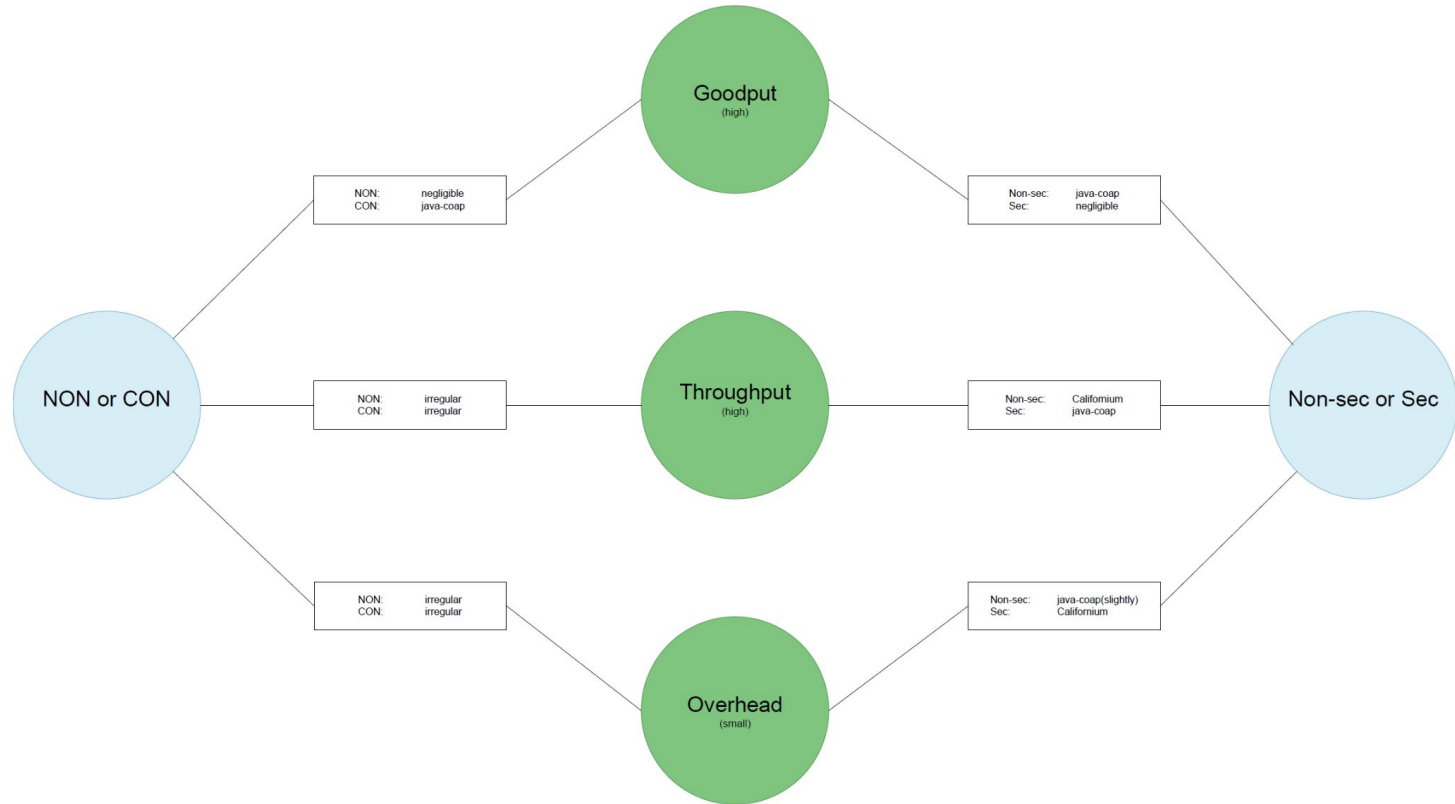 Goodput
(high)
NON: negligible
CON: java-coap
Non-sec: java-coap
Sec: negligible
NON or CON
NON: irregular
CON: irregular
Throughput
(high)
Non-sec: Californium
Sec: java-coap
Non-sec or Sec
NON: irregular
CON: irregular
Non-sec: java-coap(slightly)
Sec: Californium
Overhead
(small)